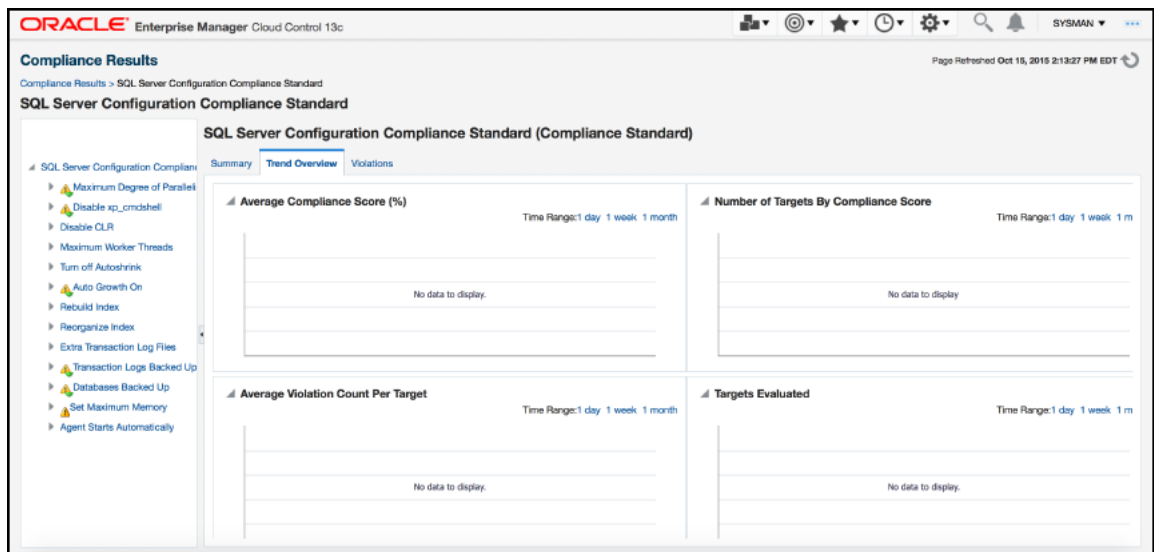 ORACLE Enterprise Manager Cloud Control 13c
SYSMAN
Compliance Results
Page Refreshed Oct 15, 2015 2:13:27 PM EDT
Compliance Results > SQL Server Configuration Compliance Standard
SQL Server Configuration Compliance Standard
SQL Server Configuration Complian
Maximum Degree of Paralleli
Disable xp_cmdshell
Disable CLR
Maximum Worker Threads
Turn off Autoshrink
Auto Growth On
Rebuild Index
Reorganize Index
Extra Transaction Log Files
Transaction Logs Backed Up
Databases Backed Up
Set Maximum Memory
Agent Starts Automatically
SQL Server Configuration Compliance Standard (Compliance Standard)
Summary Trend Overview Violations
Average Compliance Score (%)
Time Range:1 day 1 week 1 month
No data to display.
Number of Targets By Compliance Score
Time Range:1 day 1 week 1 m
No data to display
Average Violation Count Per Target
Time Range:1 day 1 week 1 month
No data to display.
Targets Evaluated
Time Range:1 day 1 week 1 m
No data to display.